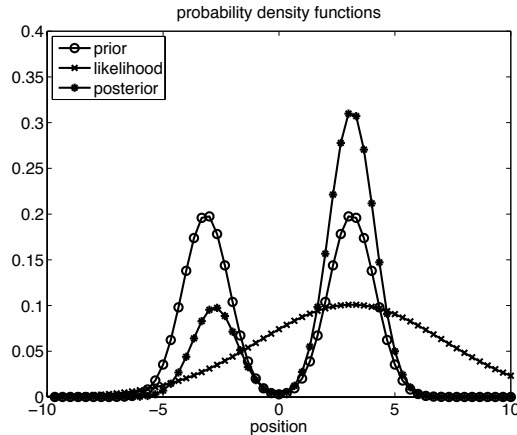 probability density functions
0.4
0.35
0.3
0.25
0.2
0.15
0.1
0.05
0
prior
likelihood
posterior
−10 −5 0 5 10
position